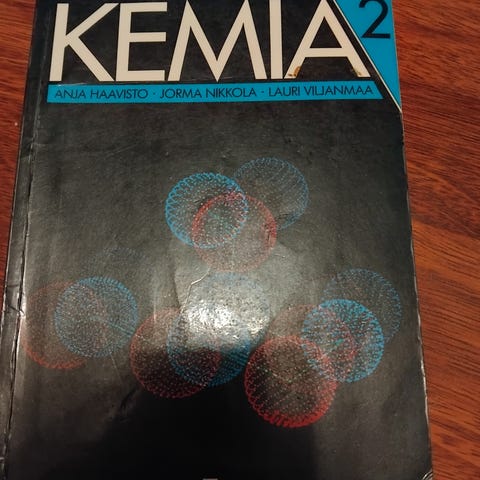 KEMIA 2
ANJA HAAVISTO · JORMA NIKKOLA · LAURI VILJANMAA